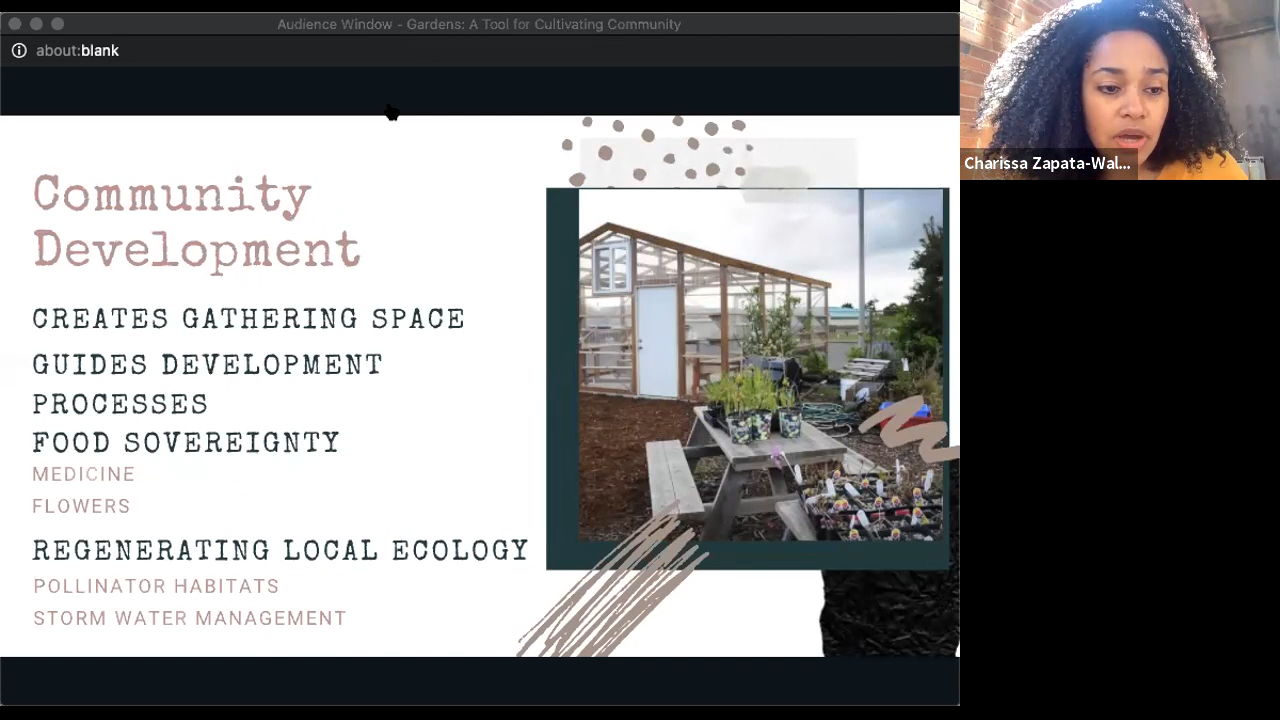 Audience Window - Gardens: A Tool for Cultivating Community
about:blank
Charissa Zapata-Wal...
Community
Development
CREATES GATHERING SPACE
GUIDES DEVELOPMENT
PROCESSES
FOOD SOVEREIGNTY
MEDICINE
FLOWERS
REGENERATING LOCAL ECOLOGY
POLLINATOR HABITATS
STORM WATER MANAGEMENT